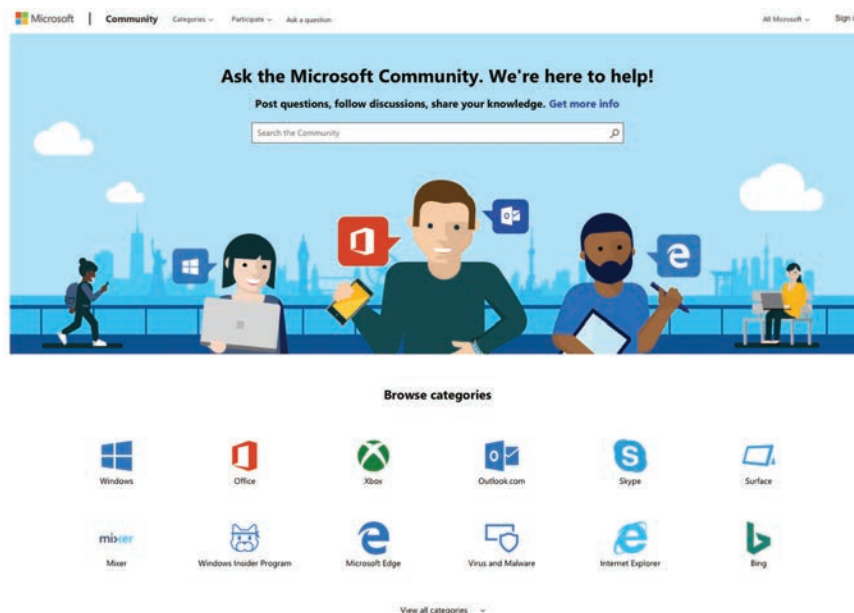 Microsoft | Community Categories Participate Ask a question All Microsoft Sign
Ask the Microsoft Community. We're here to help!
Post questions, follow discussions, share your knowledge. Get more info
Search the Community
Browse categories
Windows Office Xbox Outlook.com Skype Surface
mixer
Mixer Windows Insider Program Microsoft Edge Virus and Malware Internet Explorer Bing
View all categories